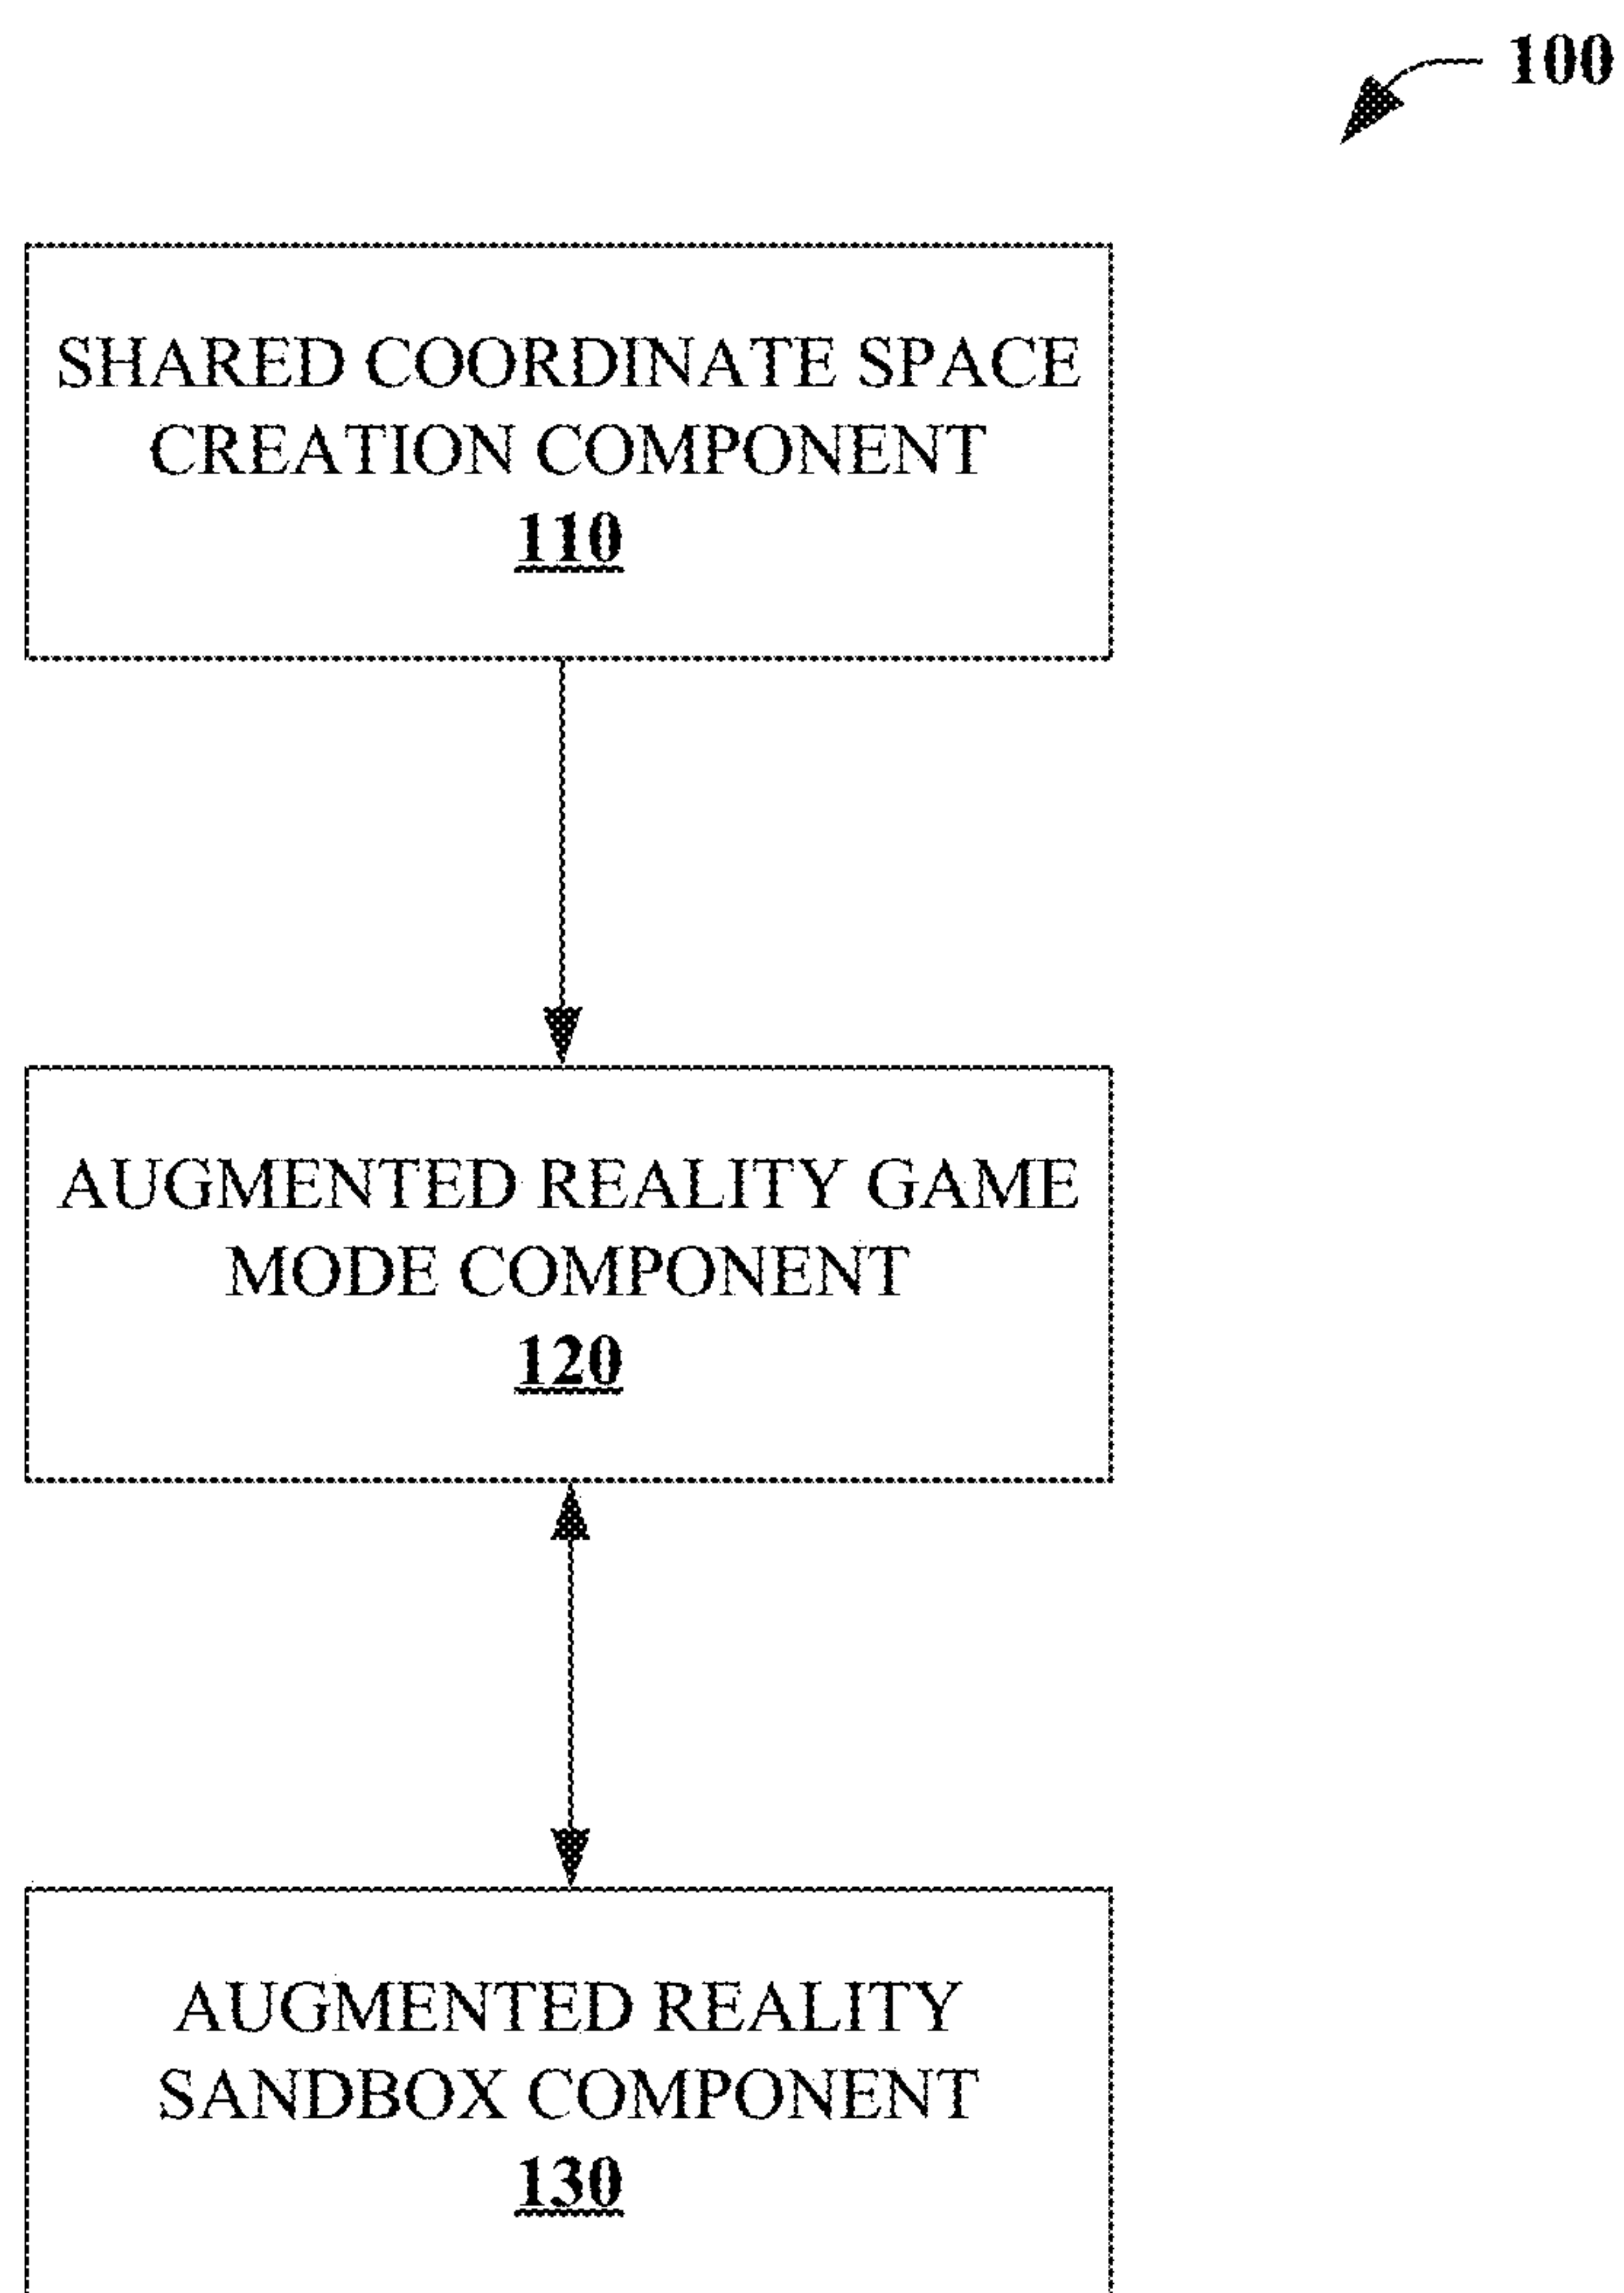 100
SHARED COORDINATE SPACE
CREATION COMPONENT
110
AUGMENTED REALITY GAME
MODE COMPONENT
120
AUGMENTED REALITY
SANDBOX COMPONENT
130